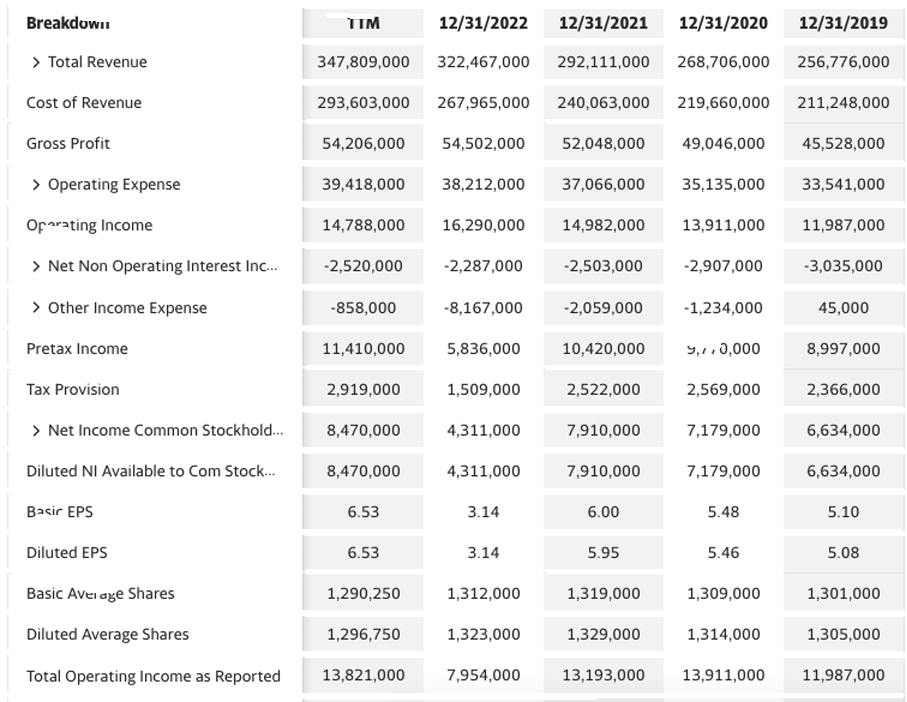 Breakdown TTM 12/31/2022 12/31/2021 12/31/2020 12/31/2019
> Total Revenue 347,809,000 322,467,000 292,111,000 268,706,000 256,776,000
Cost of Revenue 293,603,000 267,965,000 240,063,000 219,660,000 211,248,000
Gross Profit 54,206,000 54,502,000 52,048,000 49,046,000 45,528,000
> Operating Expense 39,418,000 38,212,000 37,066,000 35,135,000 33,541,000
Operating Income 14,788,000 16,290,000 14,982,000 13,911,000 11,987,000
> Net Non Operating Interest Inc... -2,520,000 -2,287,000 -2,503,000 -2,907,000 -3,035,000
> Other Income Expense -858,000 -8,167,000 -2,059,000 -1,234,000 45,000
Pretax Income 11,410,000 5,836,000 10,420,000 9,770,000 8,997,000
Tax Provision 2,919,000 1,509,000 2,522,000 2,569,000 2,366,000
> Net Income Common Stockhold... 8,470,000 4,311,000 7,910,000 7,179,000 6,634,000
Diluted NI Available to Com Stock... 8,470,000 4,311,000 7,910,000 7,179,000 6,634,000
Basic EPS 6.53 3.14 6.00 5.48 5.10
Diluted EPS 6.53 3.14 5.95 5.46 5.08
Basic Average Shares 1,290,250 1,312,000 1,319,000 1,309,000 1,301,000
Diluted Average Shares 1,296,750 1,323,000 1,329,000 1,314,000 1,305,000
Total Operating Income as Reported 13,821,000 7,954,000 13,193,000 13,911,000 11,987,000